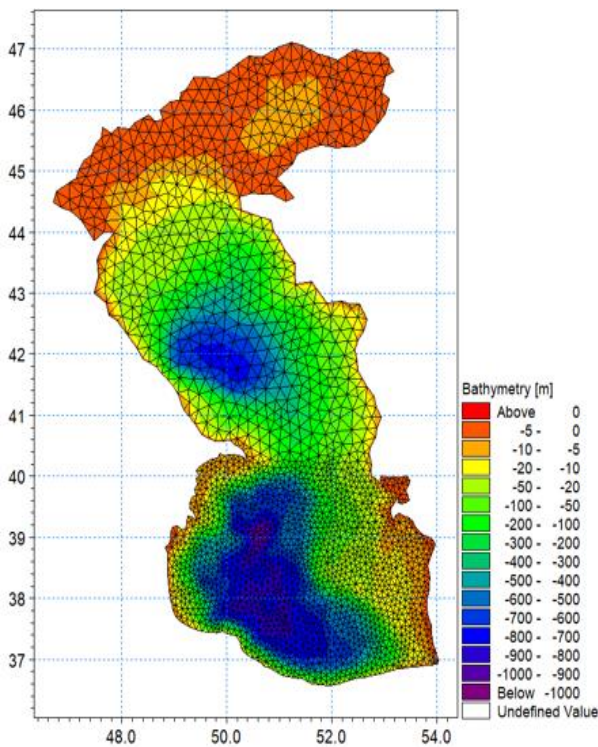 47
46
45
44
43
42
41
40
39
38
37
48.0 50.0 52.0 54.0
Bathymetry [m]
Above 0
-5 - 0
-10 - -5
-20 - -10
-50 - -20
-100 - -50
-200 - -100
-300 - -200
-400 - -300
-500 - -400
-600 - -500
-700 - -600
-800 - -700
-900 - -800
-1000 - -900
Below -1000
Undefined Value